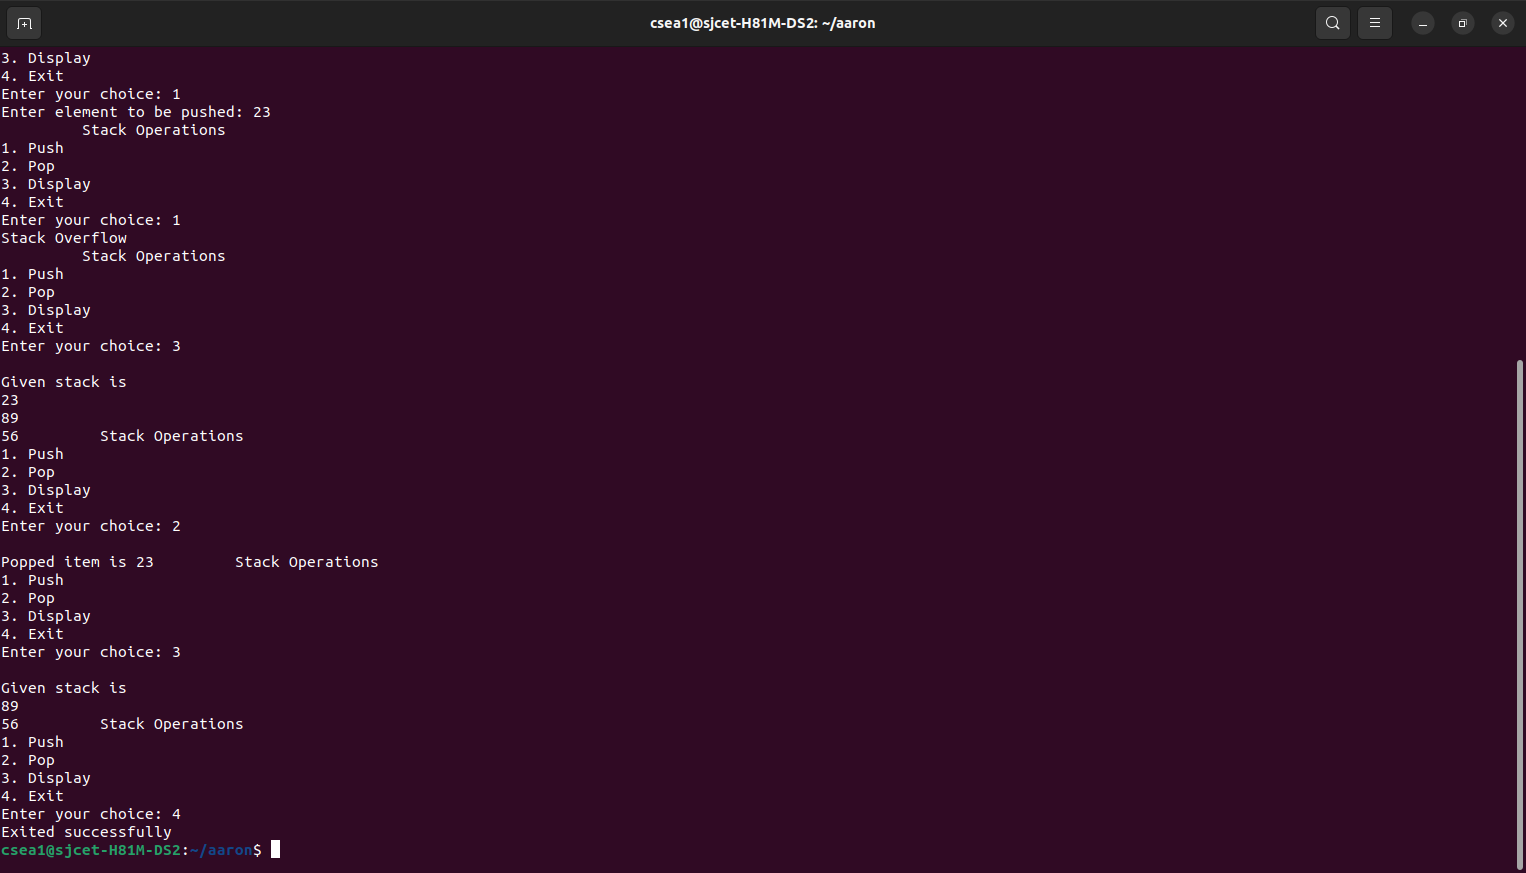 csea1@sjcet-H81M-DS2: ~/aaron
3. Display
4. Exit
Enter your choice: 1
Enter element to be pushed: 23
         Stack Operations
1. Push
2. Pop
3. Display
4. Exit
Enter your choice: 1
Stack Overflow
         Stack Operations
1. Push
2. Pop
3. Display
4. Exit
Enter your choice: 3

Given stack is
23
89
56         Stack Operations
1. Push
2. Pop
3. Display
4. Exit
Enter your choice: 2

Popped item is 23         Stack Operations
1. Push
2. Pop
3. Display
4. Exit
Enter your choice: 3

Given stack is
89
56         Stack Operations
1. Push
2. Pop
3. Display
4. Exit
Enter your choice: 4
Exited successfully
csea1@sjcet-H81M-DS2:~/aaron$